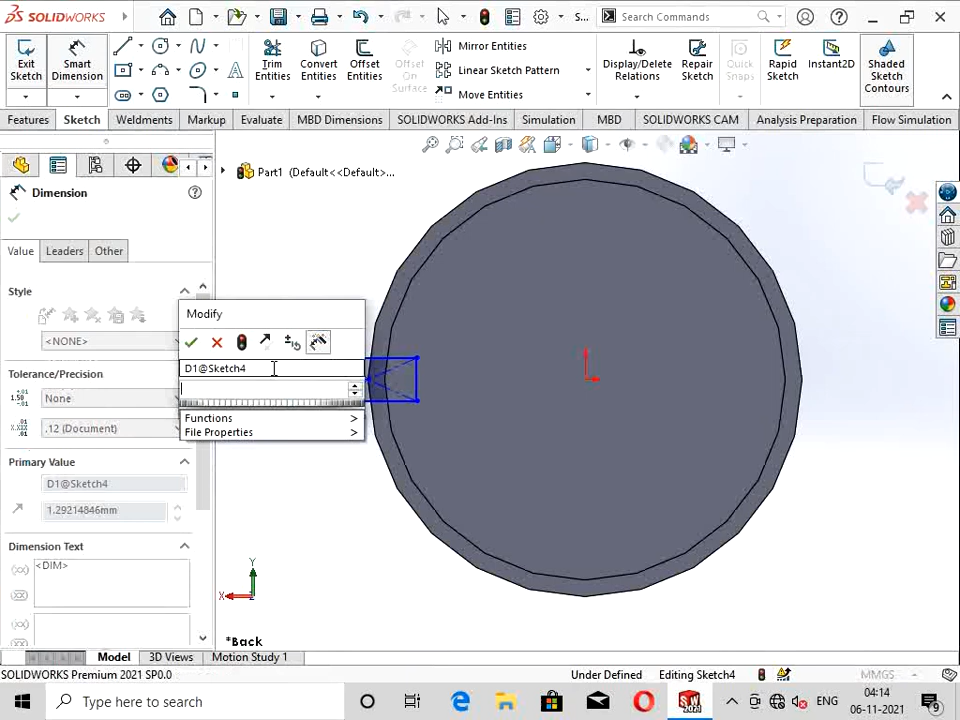 SOLIDWORKS
S...
Search Commands
Exit Sketch
Smart Dimension
Trim Entities
Convert Entities
Offset Entities
Offset On Surface
Mirror Entities
Linear Sketch Pattern
Move Entities
Display/Delete Relations
Repair Sketch
Quick Snaps
Rapid Sketch
Instant2D
Shaded Sketch Contours
Features
Sketch
Weldments
Markup
Evaluate
MBD Dimensions
SOLIDWORKS Add-Ins
Simulation
MBD
SOLIDWORKS CAM
Analysis Preparation
Flow Simulation
Part1 (Default<<Default>...
Dimension
Value
Leaders
Other
Style
<NONE>
Tolerance/Precision
None
.12 (Document)
Primary Value
D1@Sketch4
1.29214846mm
Dimension Text
<DIM>
Modify
D1@Sketch4
Functions >
File Properties >
Y
X
*Back
Model
3D Views
Motion Study 1
SOLIDWORKS Premium 2021 SP0.0
Under Defined
Editing Sketch4
MMGS
Type here to search
ENG
04:14
06-11-2021
9